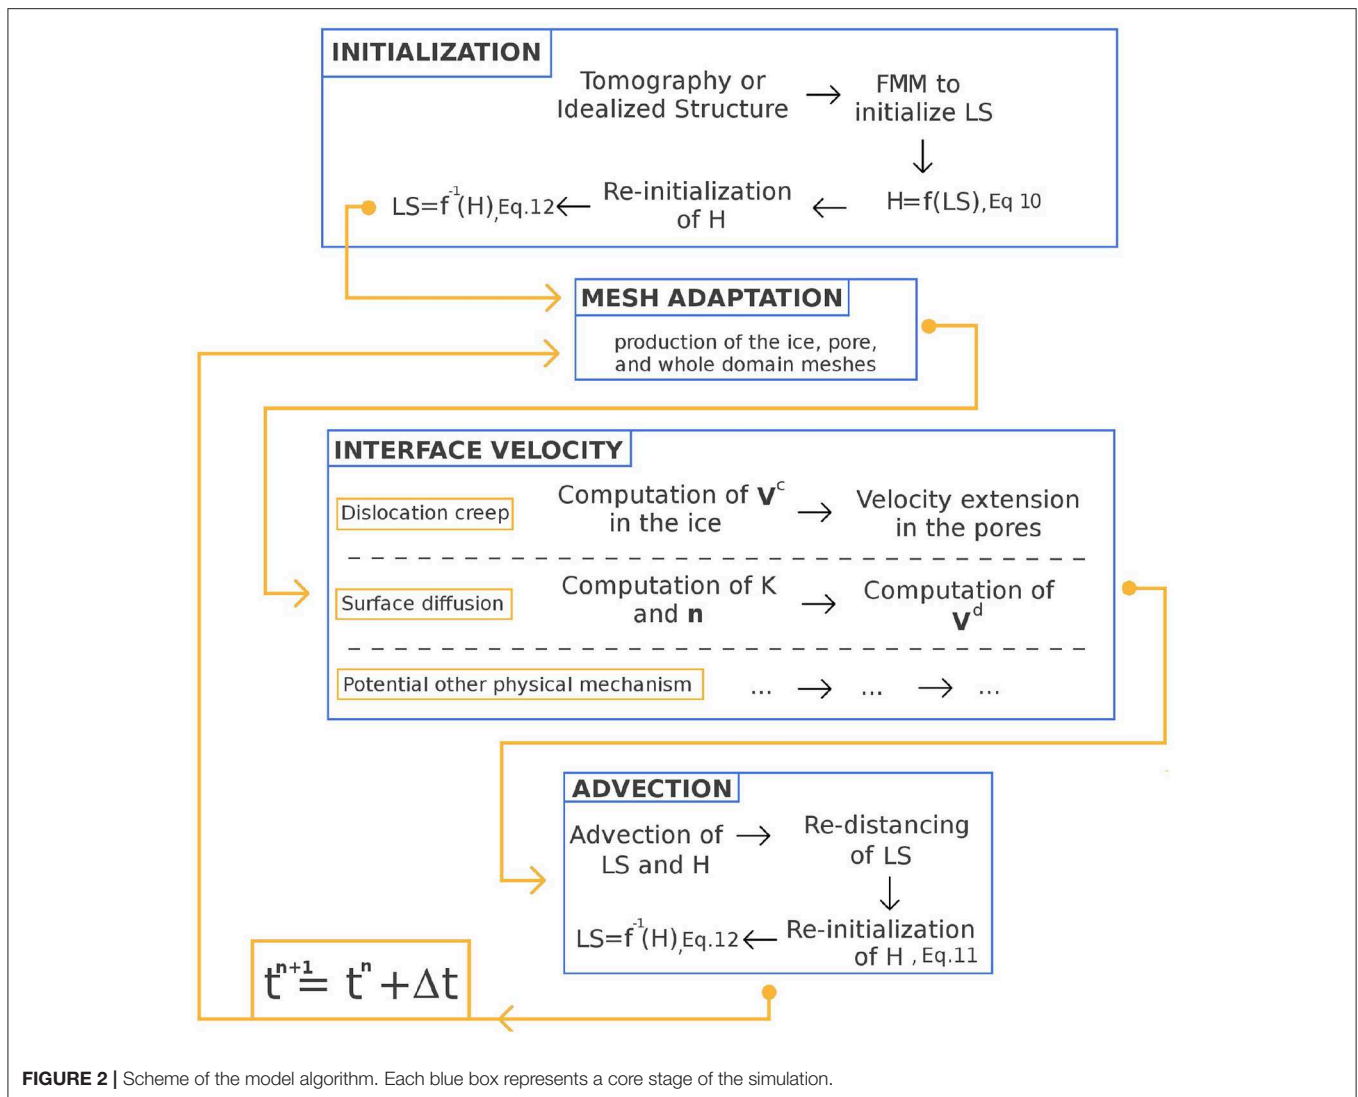 INITIALIZATION
Tomography or
Idealized Structure
FMM to
initialize LS
H=f(LS), Eq 10
Re-initialization
of H
LS=f⁻¹(H), Eq.12
MESH ADAPTATION
production of the ice, pore,
and whole domain meshes
INTERFACE VELOCITY
Dislocation creep
Computation of Vᶜ
in the ice
Velocity extension
in the pores
Surface diffusion
Computation of K
and n
Computation of
Vᵈ
Potential other physical mechanism
... ... ...
ADVECTION
Advection of
LS and H
Re-distancing
of LS
Re-initialization
of H , Eq.11
LS=f⁻¹(H), Eq.12
tⁿ⁺¹= tⁿ+Δt
FIGURE 2 | Scheme of the model algorithm. Each blue box represents a core stage of the simulation.